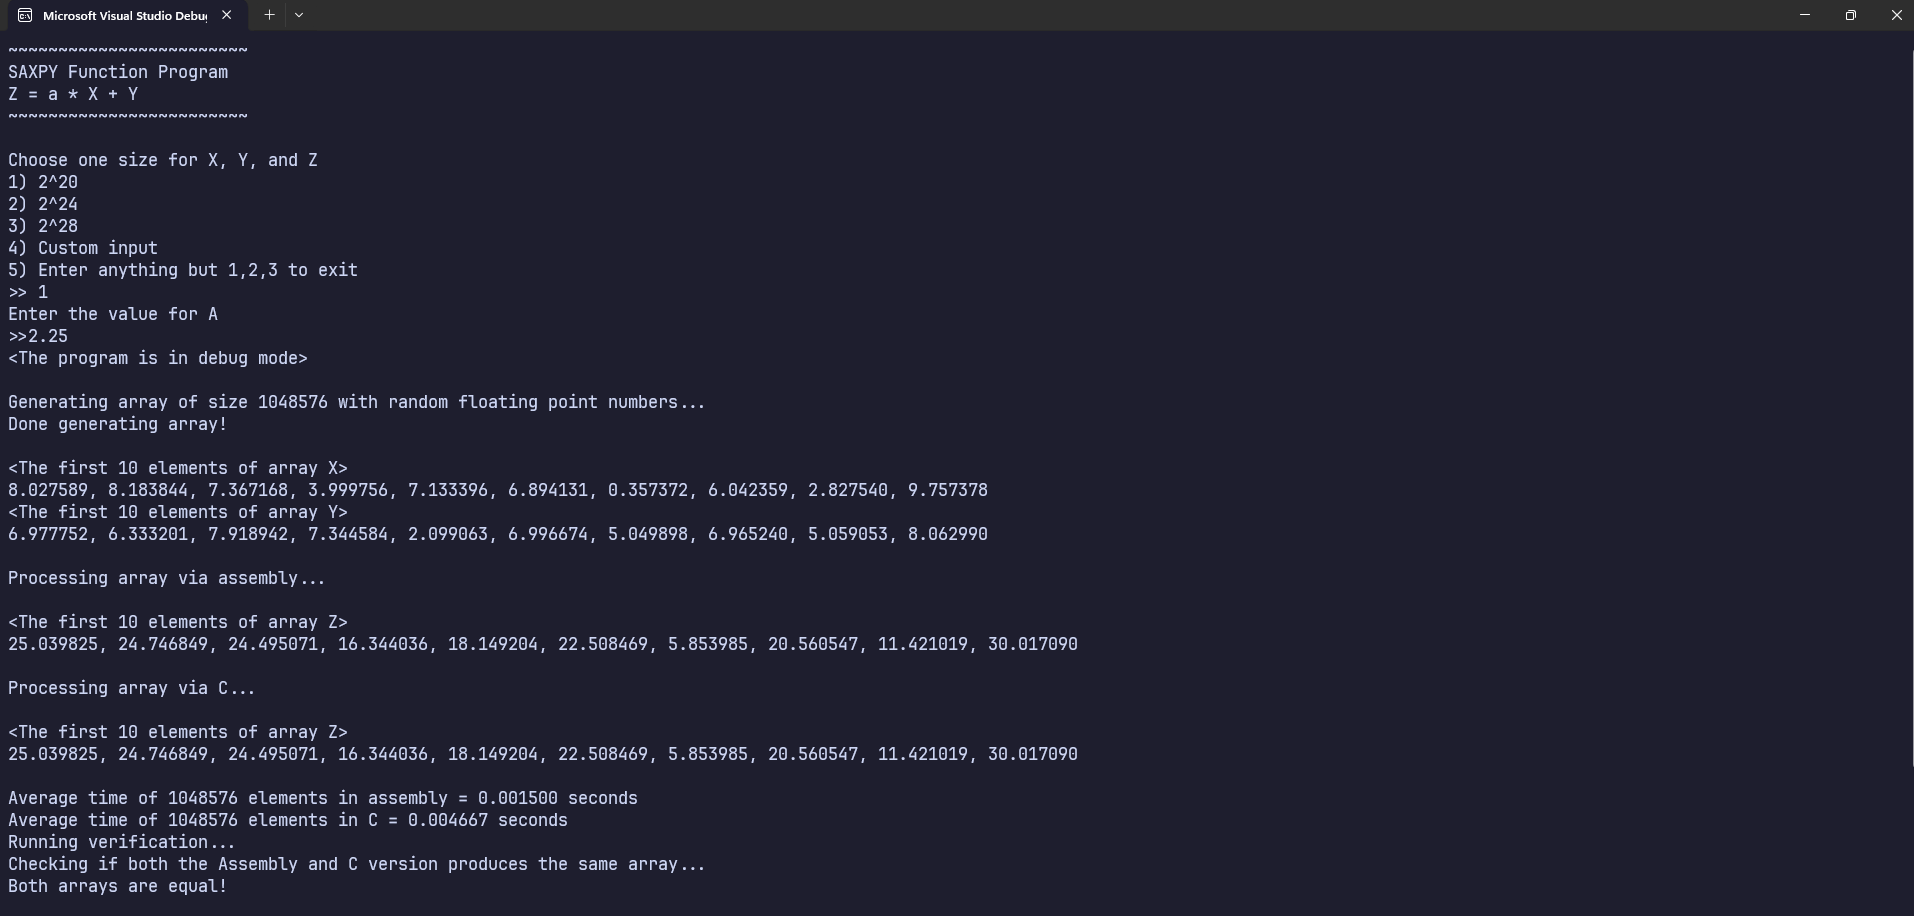 Microsoft Visual Studio Debu
~~~~~~~~~~~~~~~~~~~~~~~~
SAXPY Function Program
Z = a * X + Y
~~~~~~~~~~~~~~~~~~~~~~~~
Choose one size for X, Y, and Z
1) 2^20
2) 2^24
3) 2^28
4) Custom input
5) Enter anything but 1,2,3 to exit
>> 1
Enter the value for A
>>2.25
<The program is in debug mode>
Generating array of size 1048576 with random floating point numbers...
Done generating array!
<The first 10 elements of array X>
8.027589, 8.183844, 7.367168, 3.999756, 7.133396, 6.894131, 0.357372, 6.042359, 2.827540, 9.757378
<The first 10 elements of array Y>
6.977752, 6.333201, 7.918942, 7.344584, 2.099063, 6.996674, 5.049898, 6.965240, 5.059053, 8.062990
Processing array via assembly...
<The first 10 elements of array Z>
25.039825, 24.746849, 24.495071, 16.344036, 18.149204, 22.508469, 5.853985, 20.560547, 11.421019, 30.017090
Processing array via C...
<The first 10 elements of array Z>
25.039825, 24.746849, 24.495071, 16.344036, 18.149204, 22.508469, 5.853985, 20.560547, 11.421019, 30.017090
Average time of 1048576 elements in assembly = 0.001500 seconds
Average time of 1048576 elements in C = 0.004667 seconds
Running verification...
Checking if both the Assembly and C version produces the same array...
Both arrays are equal!